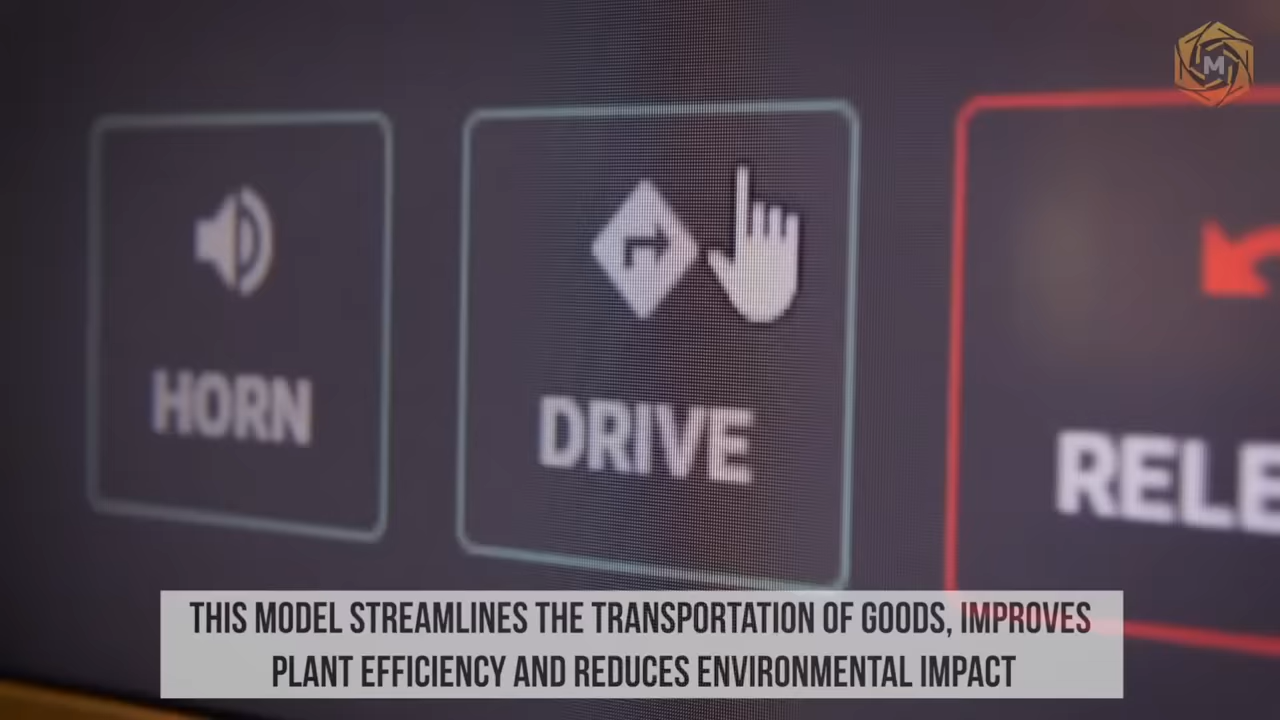 M
HORN
DRIVE
RELE
THIS MODEL STREAMLINES THE TRANSPORTATION OF GOODS, IMPROVES
PLANT EFFICIENCY AND REDUCES ENVIRONMENTAL IMPACT